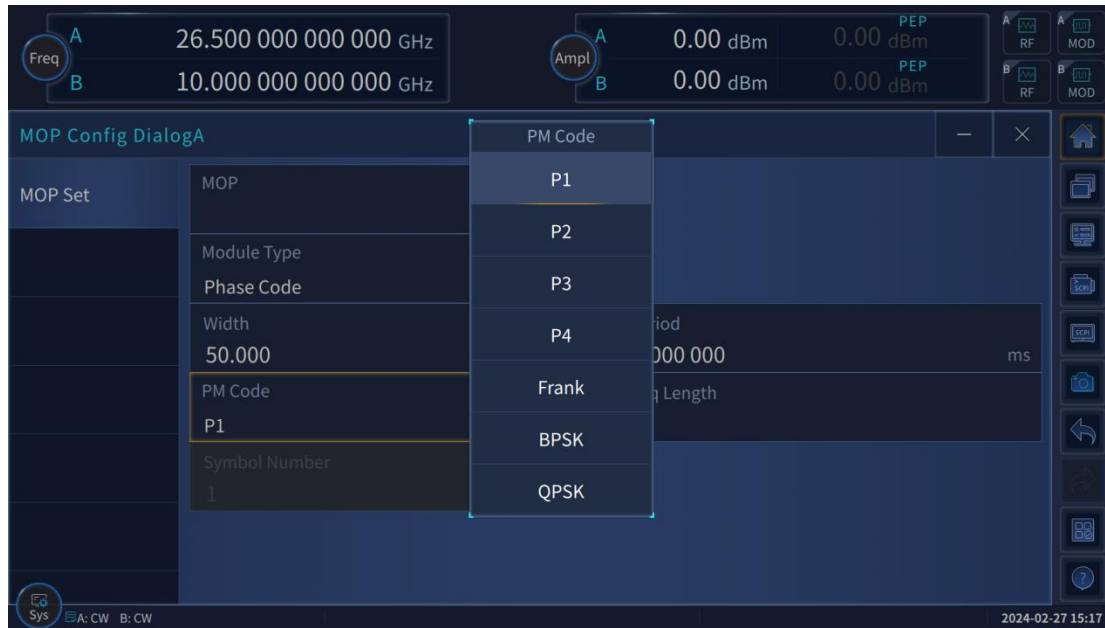 Freq
A 26.500 000 000 000 GHz
B 10.000 000 000 000 GHz
Ampl
PEP
A 0.00 dBm 0.00 dBm
PEP
B 0.00 dBm 0.00 dBm
A RF
A MOD
B RF
B MOD
MOP Config DialogA
MOP Set
MOP
Module Type
Phase Code
Width
50.000
iod
000 000 ms
PM Code
P1
Length
Symbol Number
1
PM Code
P1
P2
P3
P4
Frank
BPSK
QPSK
SCPI
SCPI
Sys
A: CW B: CW
2024-02-27 15:17